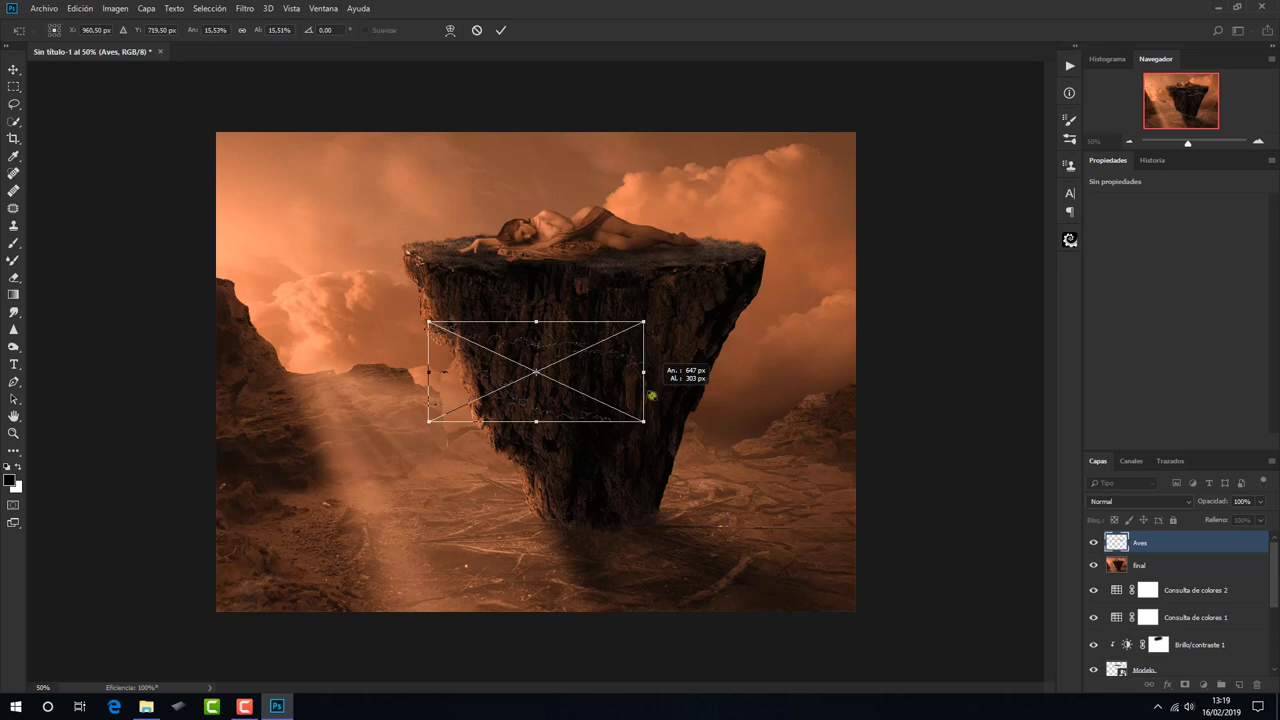 Ps Archivo Edición Imagen Capa Texto Selección Filtro 3D Vista Ventana Ayuda
X: 960,50 px Y: 719,50 px An.: 15,53% Al: 15,51% 0,00 ° Suavizar
Sin título-1 al 50% (Aves, RGB/8) * ×
Histograma Navegador
50%
Propiedades Historia
Sin propiedades
An. : 647 px
Al. : 303 px
Capas Canales Trazados
Tipo
Normal Opacidad: 100%
Bloq.: Relleno: 100%
Aves
final
Consulta de colores 2
Consulta de colores 1
Brillo/contraste 1
Modelo
fx
50% Eficiencia: 100%*
Ps
13:19
16/02/2019